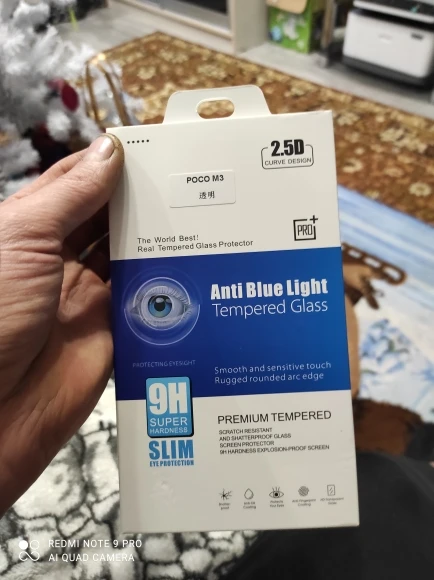 2.5D
CURVE DESIGN
POCO M3
透明
The World Best!
Real Tempered Glass Protector
PRO+
Anti Blue Light
Tempered Glass
PROTECTING EYESIGHT
Smooth and sensitive touch
Rugged rounded arc edge
9H
SUPER
HARDNESS
SLIM
EYE PROTECTION
PREMIUM TEMPERED
SCRATCH RESISTANT
AND SHATTERPROOF GLASS
SCREEN PROTECTOR
9H HARDNESS EXPLOSION-PROOF SCREEN
REDMI NOTE 9 PRO
AI QUAD CAMERA